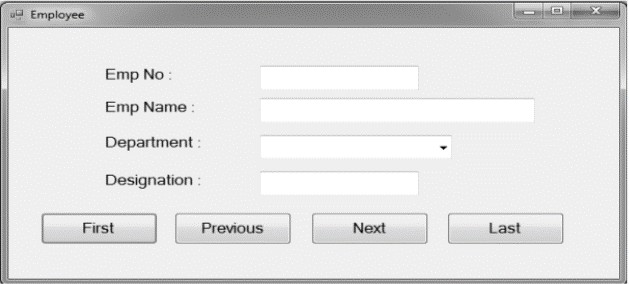 Employee
Emp No :
Emp Name :
Department :
Designation :
First Previous Next Last